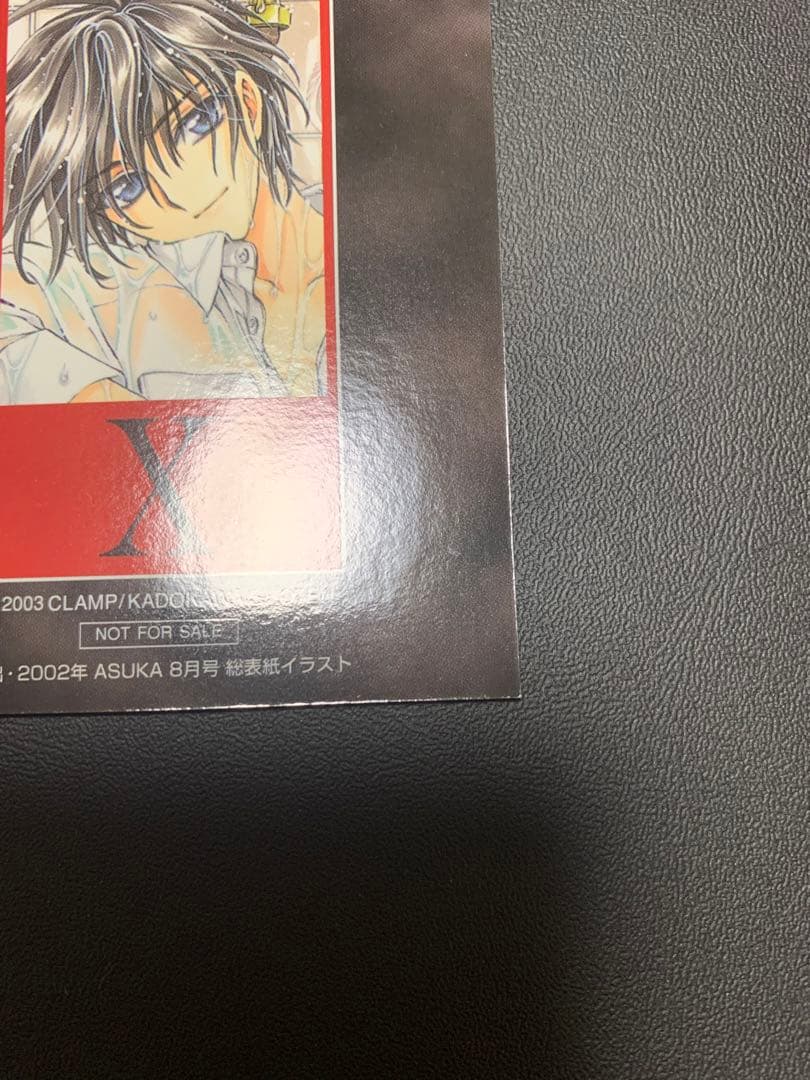 X
2003 CLAMP/KADOK
NOT FOR SALE
・2002年 ASUKA 8月号 総表紙イラスト